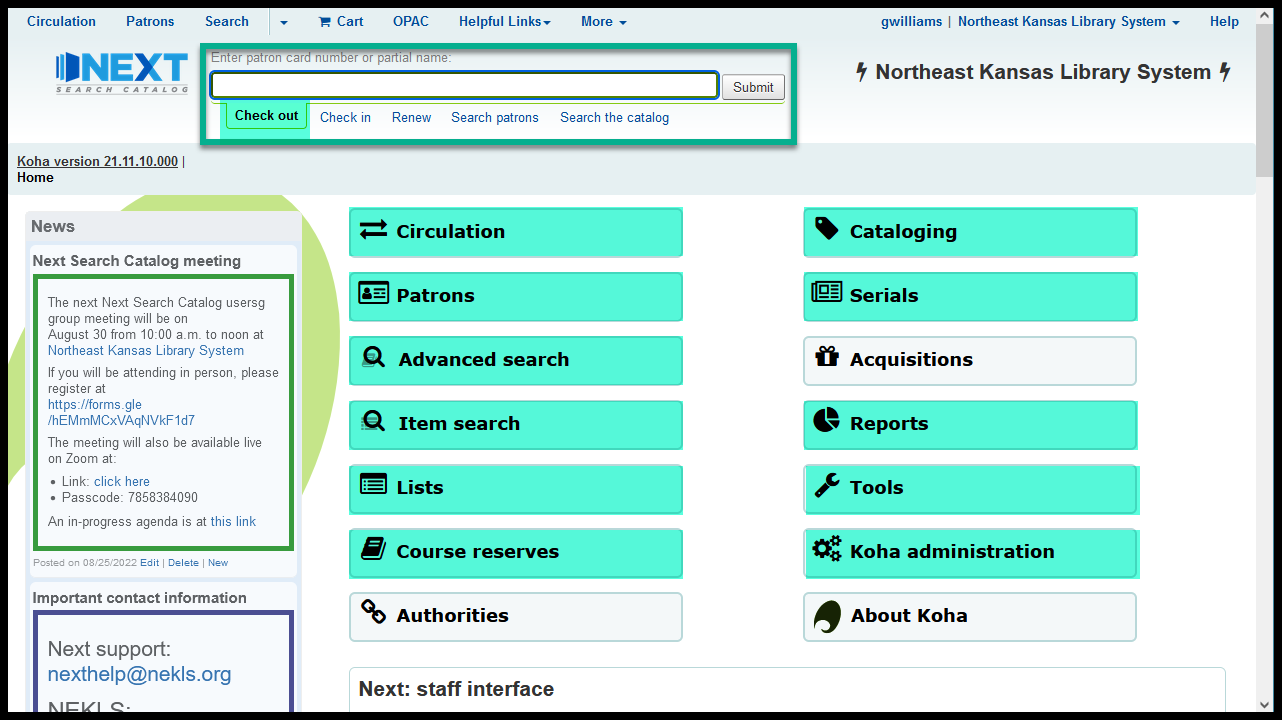 Circulation Patrons Search Cart OPAC Helpful Links More gwilliams | Northeast Kansas Library System Help
NEXT
SEARCH CATALOG
Enter patron card number or partial name:
Submit
Check out Check in Renew Search patrons Search the catalog
Northeast Kansas Library System
Koha version 21.11.10.000 |
Home
News
Next Search Catalog meeting
The next Next Search Catalog usersg
group meeting will be on
August 30 from 10:00 a.m. to noon at
Northeast Kansas Library System
If you will be attending in person, please
register at
https://forms.gle
/hEMmMCxVAqNVkF1d7
The meeting will also be available live
on Zoom at:
• Link: click here
• Passcode: 7858384090
An in-progress agenda is at this link
Posted on 08/25/2022 Edit | Delete | New
Important contact information
Next support:
nexthelp@nekls.org
NEKLS:
Circulation
Patrons
Advanced search
Item search
Lists
Course reserves
Authorities
Cataloging
Serials
Acquisitions
Reports
Tools
Koha administration
About Koha
Next: staff interface